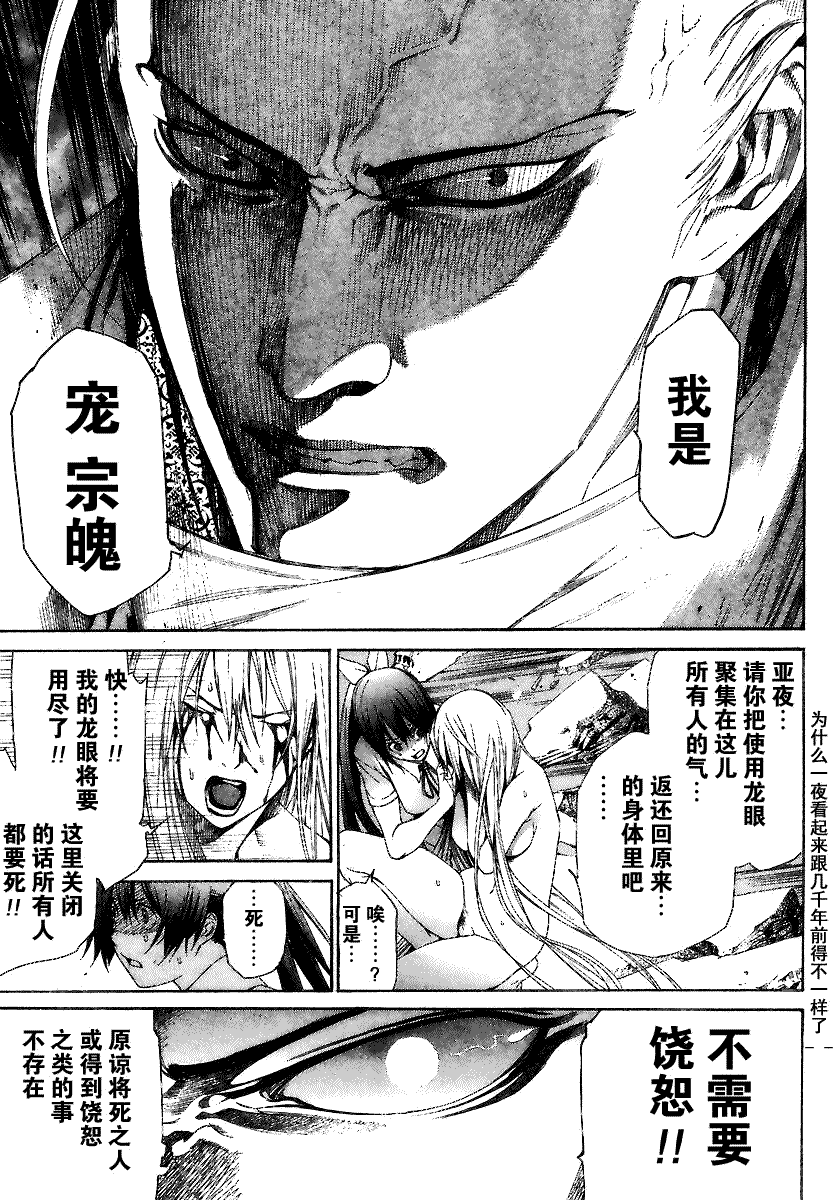 我是
宠 宗魄
亚夜…
请你把使用龙眼
聚集在这儿
所有人的气…
返还回原来…
的身体里吧
……
唉……?
可是…
快……!!
我的龙眼将要
用尽了!!
这里关闭
的话所有人
都要死!!
…死
……
……
为什么一夜看起来跟几千年前得不一样了--
不需要
饶恕!!
原谅将死之人
或得到饶恕
之类的事
不存在